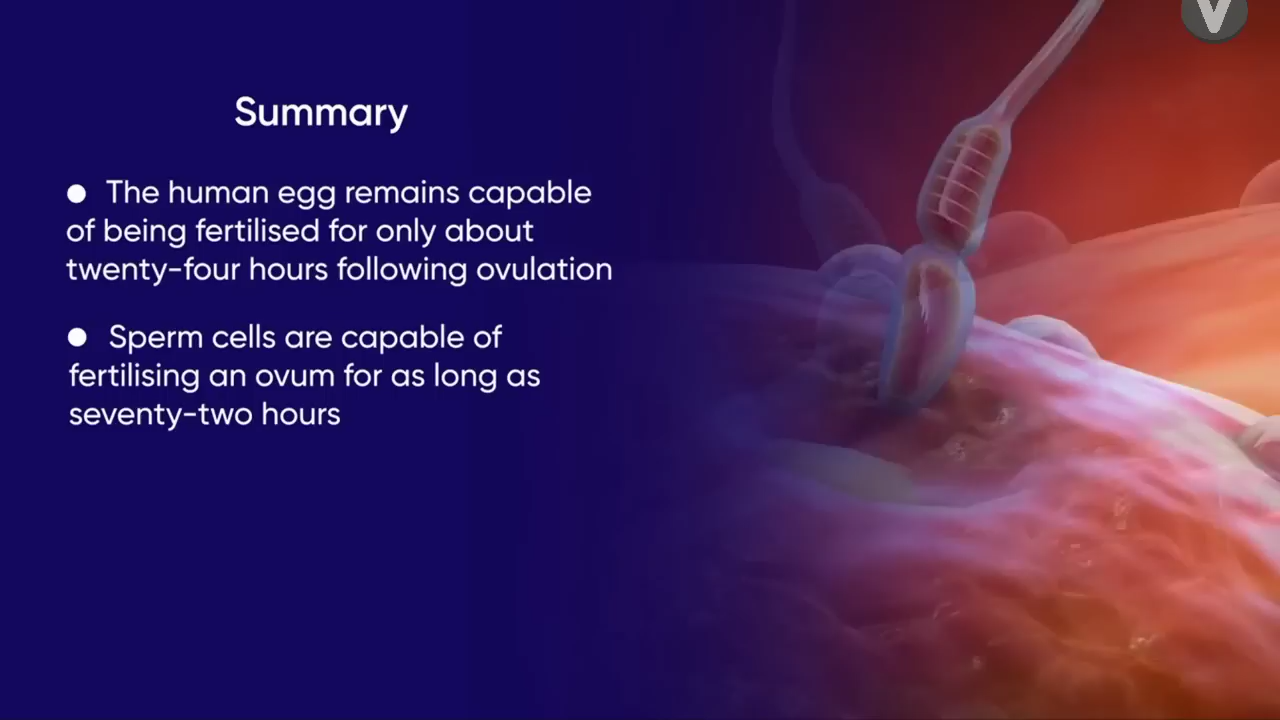 V
Summary
● The human egg remains capable
of being fertilised for only about
twenty-four hours following ovulation
● Sperm cells are capable of
fertilising an ovum for as long as
seventy-two hours